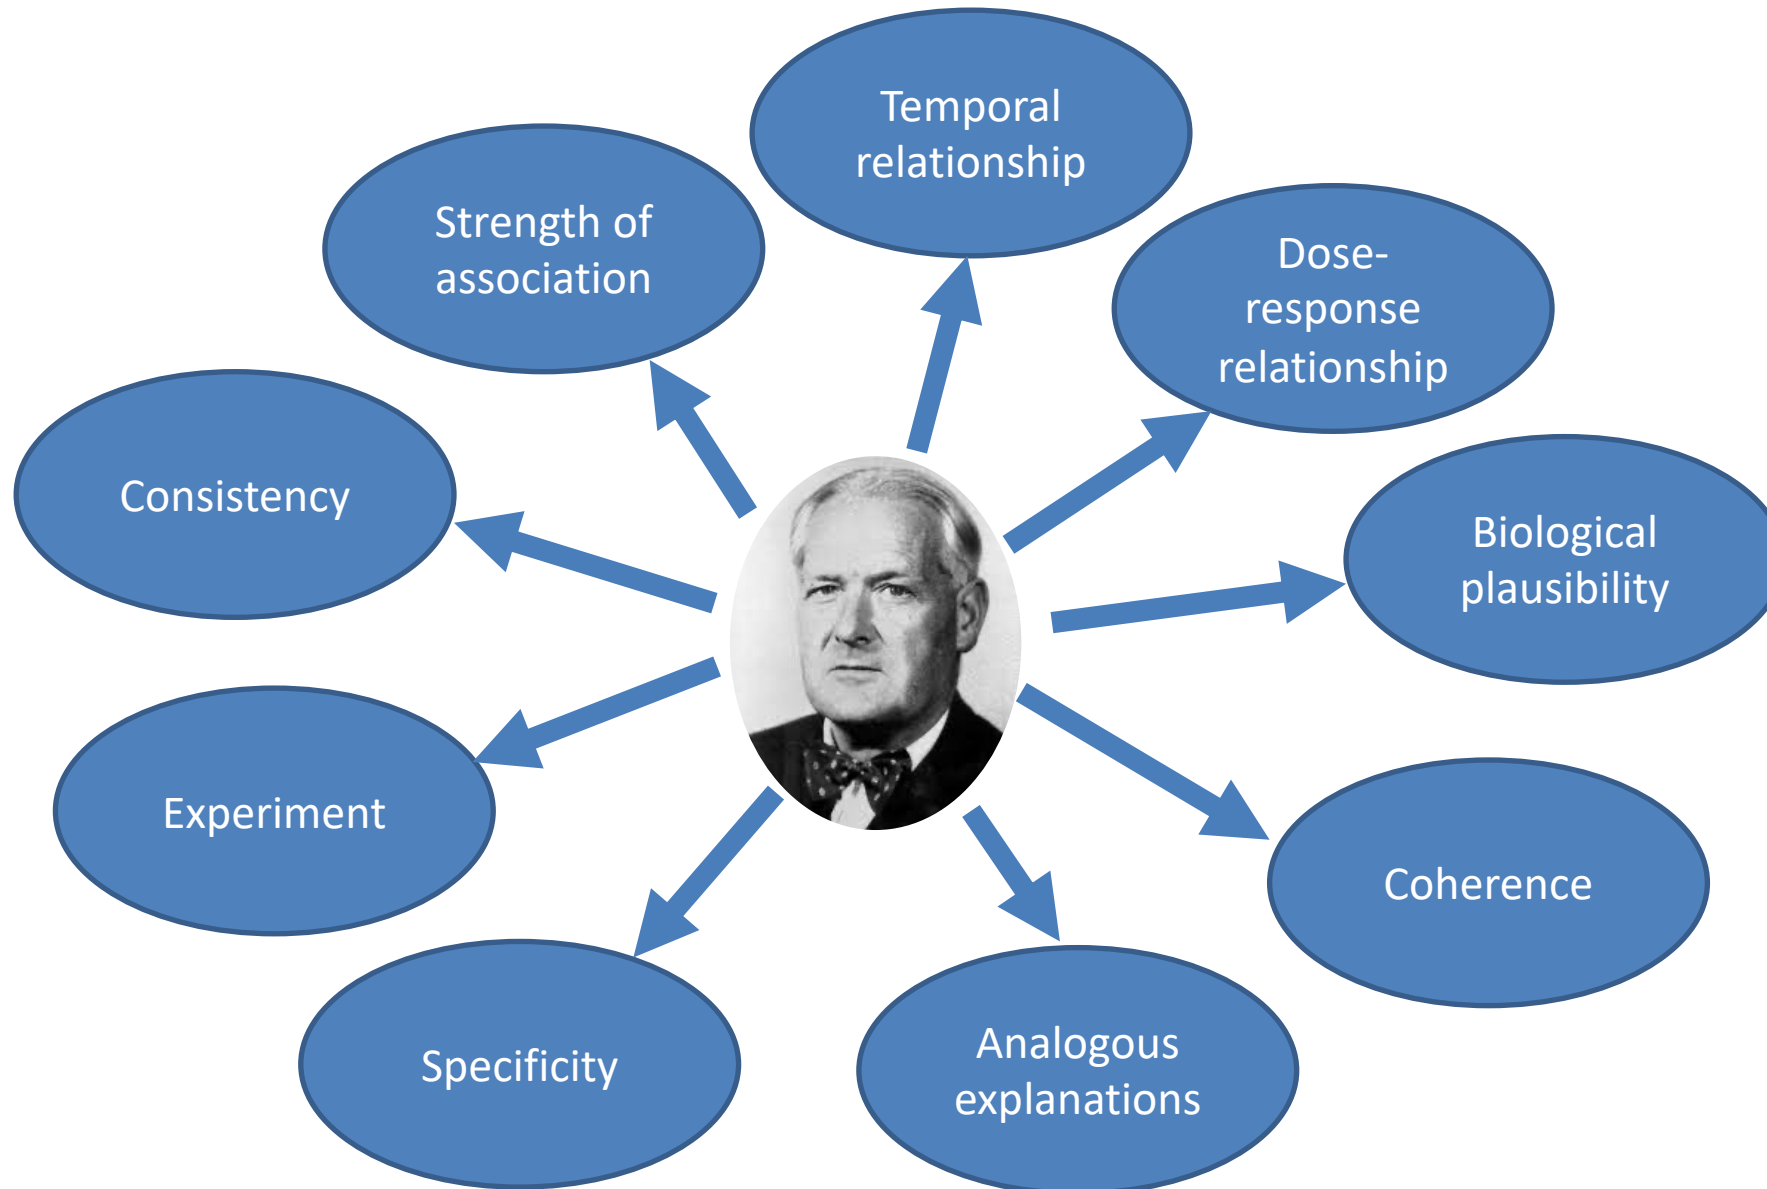 Temporal
relationship
Strength of
association
Dose-
response
relationship
Consistency
Biological
plausibility
Experiment
Coherence
Specificity
Analogous
explanations